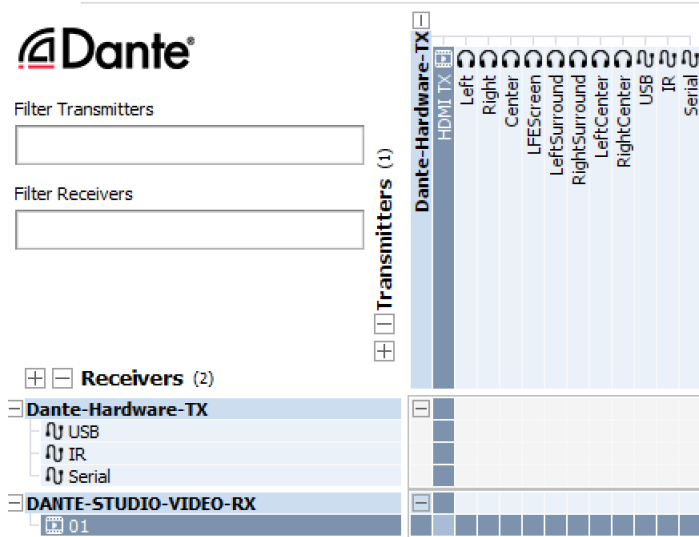 Dante®
Filter Transmitters
Filter Receivers
Transmitters (1)
Dante-Hardware-TX
HDMI TX
Left
Right
Center
LFEScreen
LeftSurround
RightSurround
LeftCenter
RightCenter
USB
IR
Serial
Receivers (2)
Dante-Hardware-TX
USB
IR
Serial
DANTE-STUDIO-VIDEO-RX
01